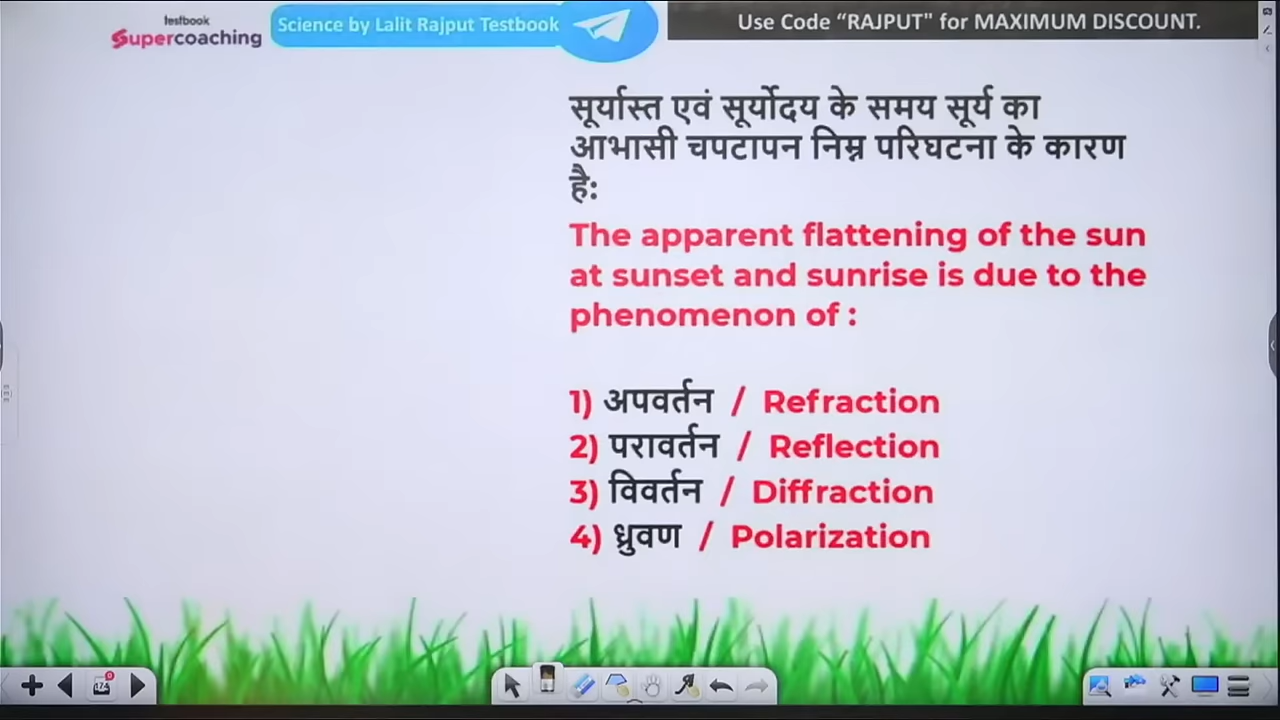 testbook
Supercoaching
Science by Lalit Rajput Testbook
Use Code “RAJPUT" for MAXIMUM DISCOUNT.
सूर्यास्त एवं सूर्योदय के समय सूर्य का
आभासी चपटापन निम्न परिघटना के कारण
है:
The apparent flattening of the sun
at sunset and sunrise is due to the
phenomenon of :
1) अपवर्तन / Refraction
2) परावर्तन / Reflection
3) विवर्तन / Diffraction
4) ध्रुवण / Polarization
174